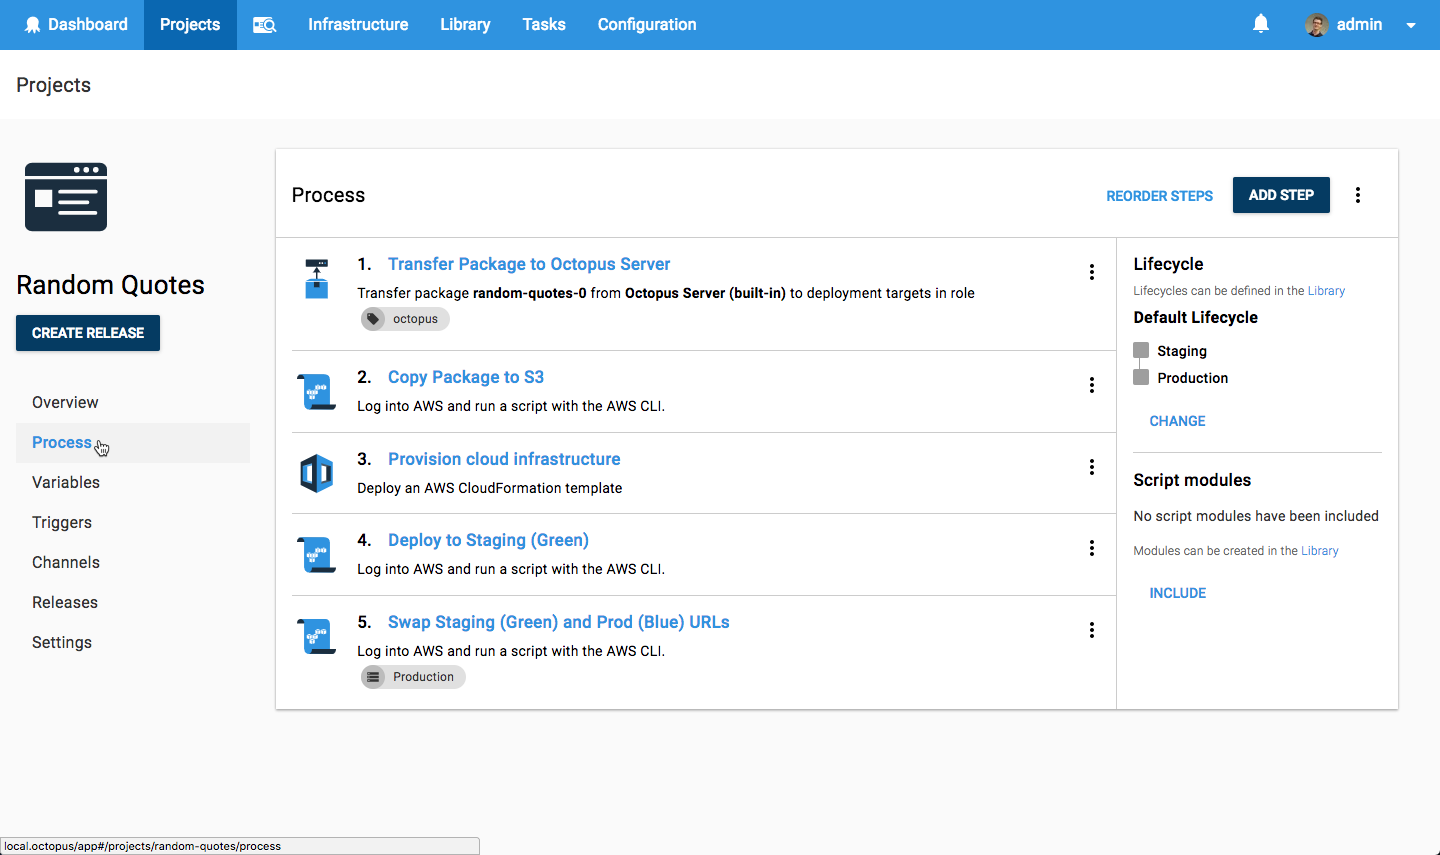 Dashboard Projects Infrastructure Library Tasks Configuration admin
Projects
Random Quotes
CREATE RELEASE
Overview
Process
Variables
Triggers
Channels
Releases
Settings
Process
REORDER STEPS ADD STEP
1. Transfer Package to Octopus Server
Transfer package random-quotes-0 from Octopus Server (built-in) to deployment targets in role
octopus
2. Copy Package to S3
Log into AWS and run a script with the AWS CLI.
3. Provision cloud infrastructure
Deploy an AWS CloudFormation template
4. Deploy to Staging (Green)
Log into AWS and run a script with the AWS CLI.
5. Swap Staging (Green) and Prod (Blue) URLs
Log into AWS and run a script with the AWS CLI.
Production
Lifecycle
Lifecycles can be defined in the Library
Default Lifecycle
Staging
Production
CHANGE
Script modules
No script modules have been included
Modules can be created in the Library
INCLUDE
local.octopus/app#/projects/random-quotes/process